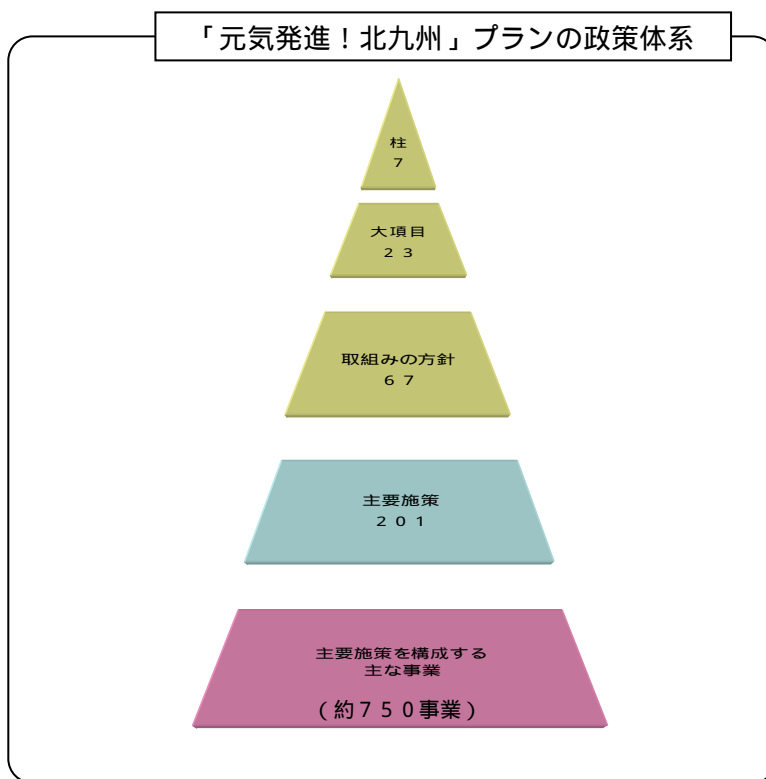 「元気発進！北九州」プランの政策体系
柱
７
大項目
２３
取組みの方針
６７
主要施策
２０１
主要施策を構成する
主な事業
（約７５０事業）